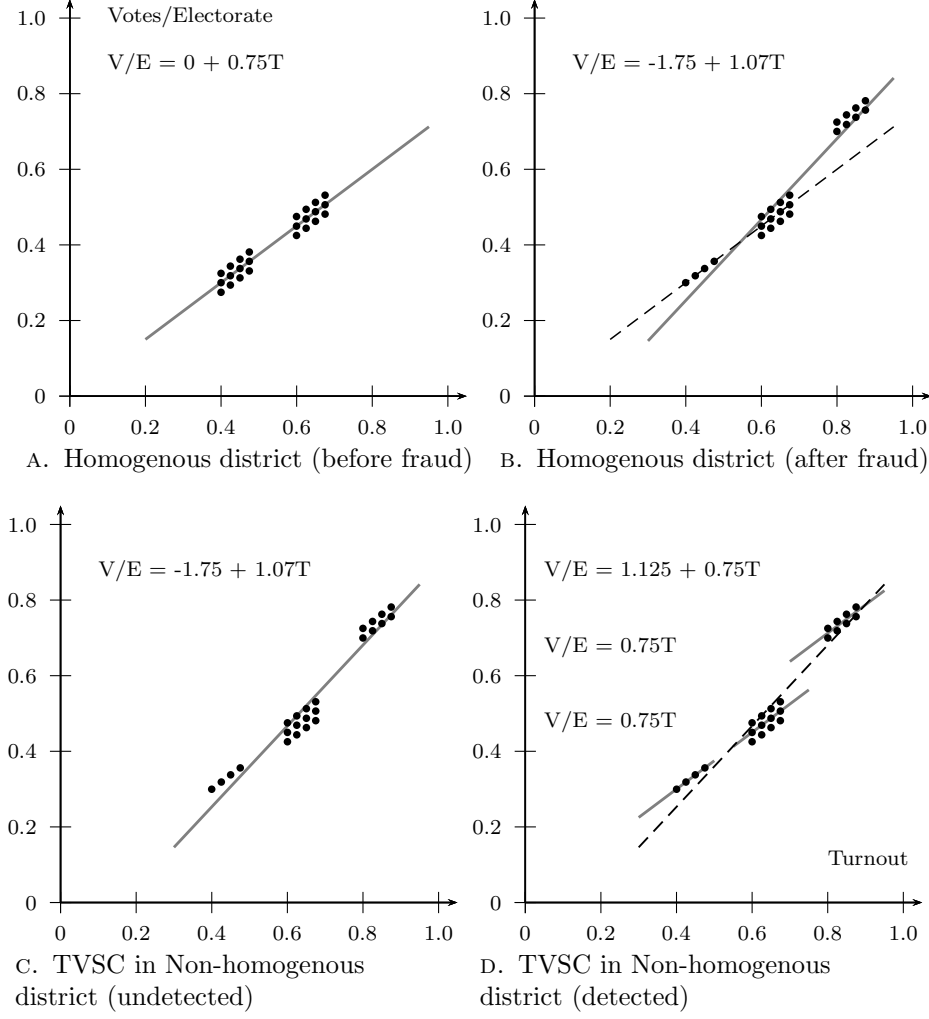 Votes/Electorate
V/E = 0 + 0.75T
1.0
0.8
0.6
0.4
0.2
0
0 0.2 0.4 0.6 0.8 1.0
A. Homogenous district (before fraud)
V/E = -1.75 + 1.07T
1.0
0.8
0.6
0.4
0.2
0
0 0.2 0.4 0.6 0.8 1.0
B. Homogenous district (after fraud)
V/E = -1.75 + 1.07T
1.0
0.8
0.6
0.4
0.2
0
0 0.2 0.4 0.6 0.8 1.0
C. TVSC in Non-homogenous
district (undetected)
V/E = 1.125 + 0.75T
V/E = 0.75T
V/E = 0.75T
1.0
0.8
0.6
0.4
0.2
0
Turnout
0 0.2 0.4 0.6 0.8 1.0
D. TVSC in Non-homogenous
district (detected)